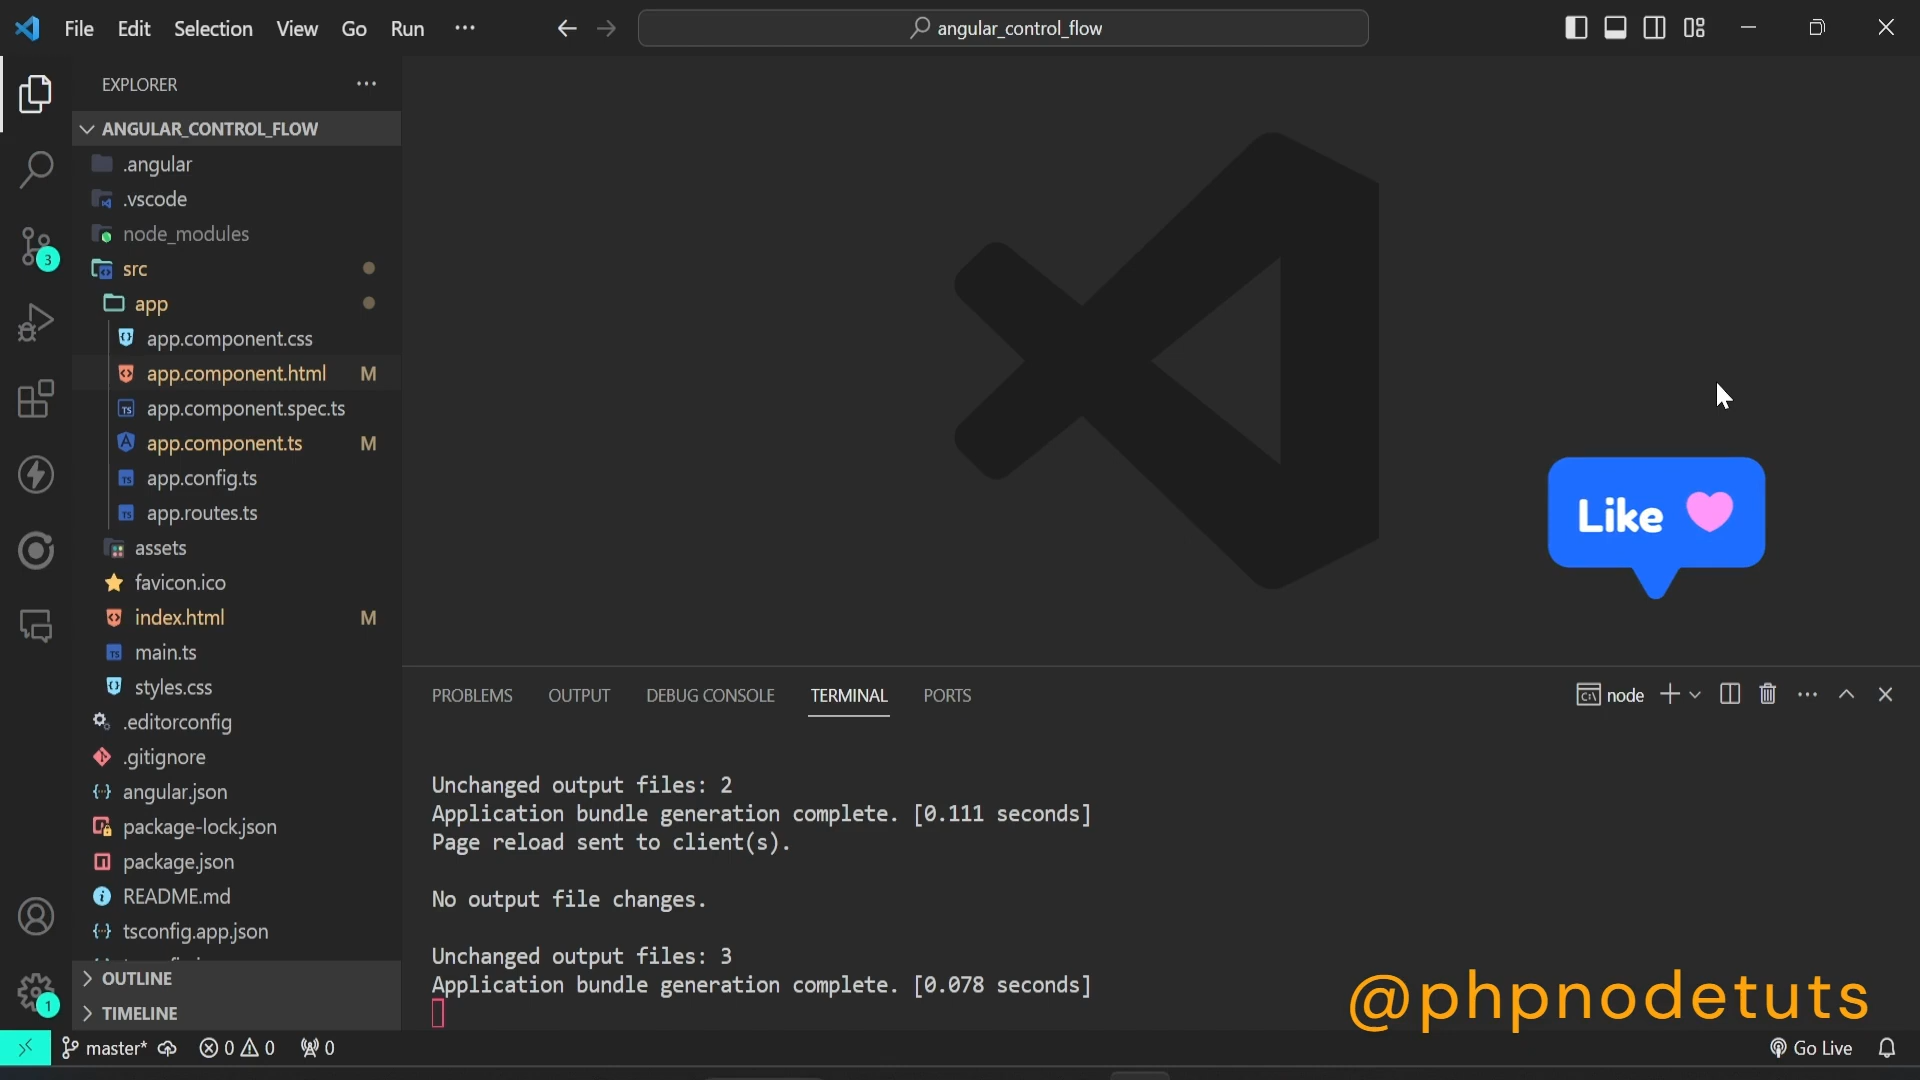 File Edit Selection View Go Run ···
angular_control_flow
EXPLORER ···
ANGULAR_CONTROL_FLOW
.angular
.vscode
node_modules
3
src
app
app.component.css
app.component.html M
app.component.spec.ts
app.component.ts M
app.config.ts
app.routes.ts
assets
favicon.ico
index.html M
main.ts
styles.css
.editorconfig
.gitignore
angular.json
package-lock.json
package.json
README.md
tsconfig.app.json
OUTLINE
1
TIMELINE
Like
PROBLEMS OUTPUT DEBUG CONSOLE TERMINAL PORTS
node
Unchanged output files: 2
Application bundle generation complete. [0.111 seconds]
Page reload sent to client(s).
No output file changes.
Unchanged output files: 3
Application bundle generation complete. [0.078 seconds]
@phpnodetuts
master* 0 0 0
Go Live